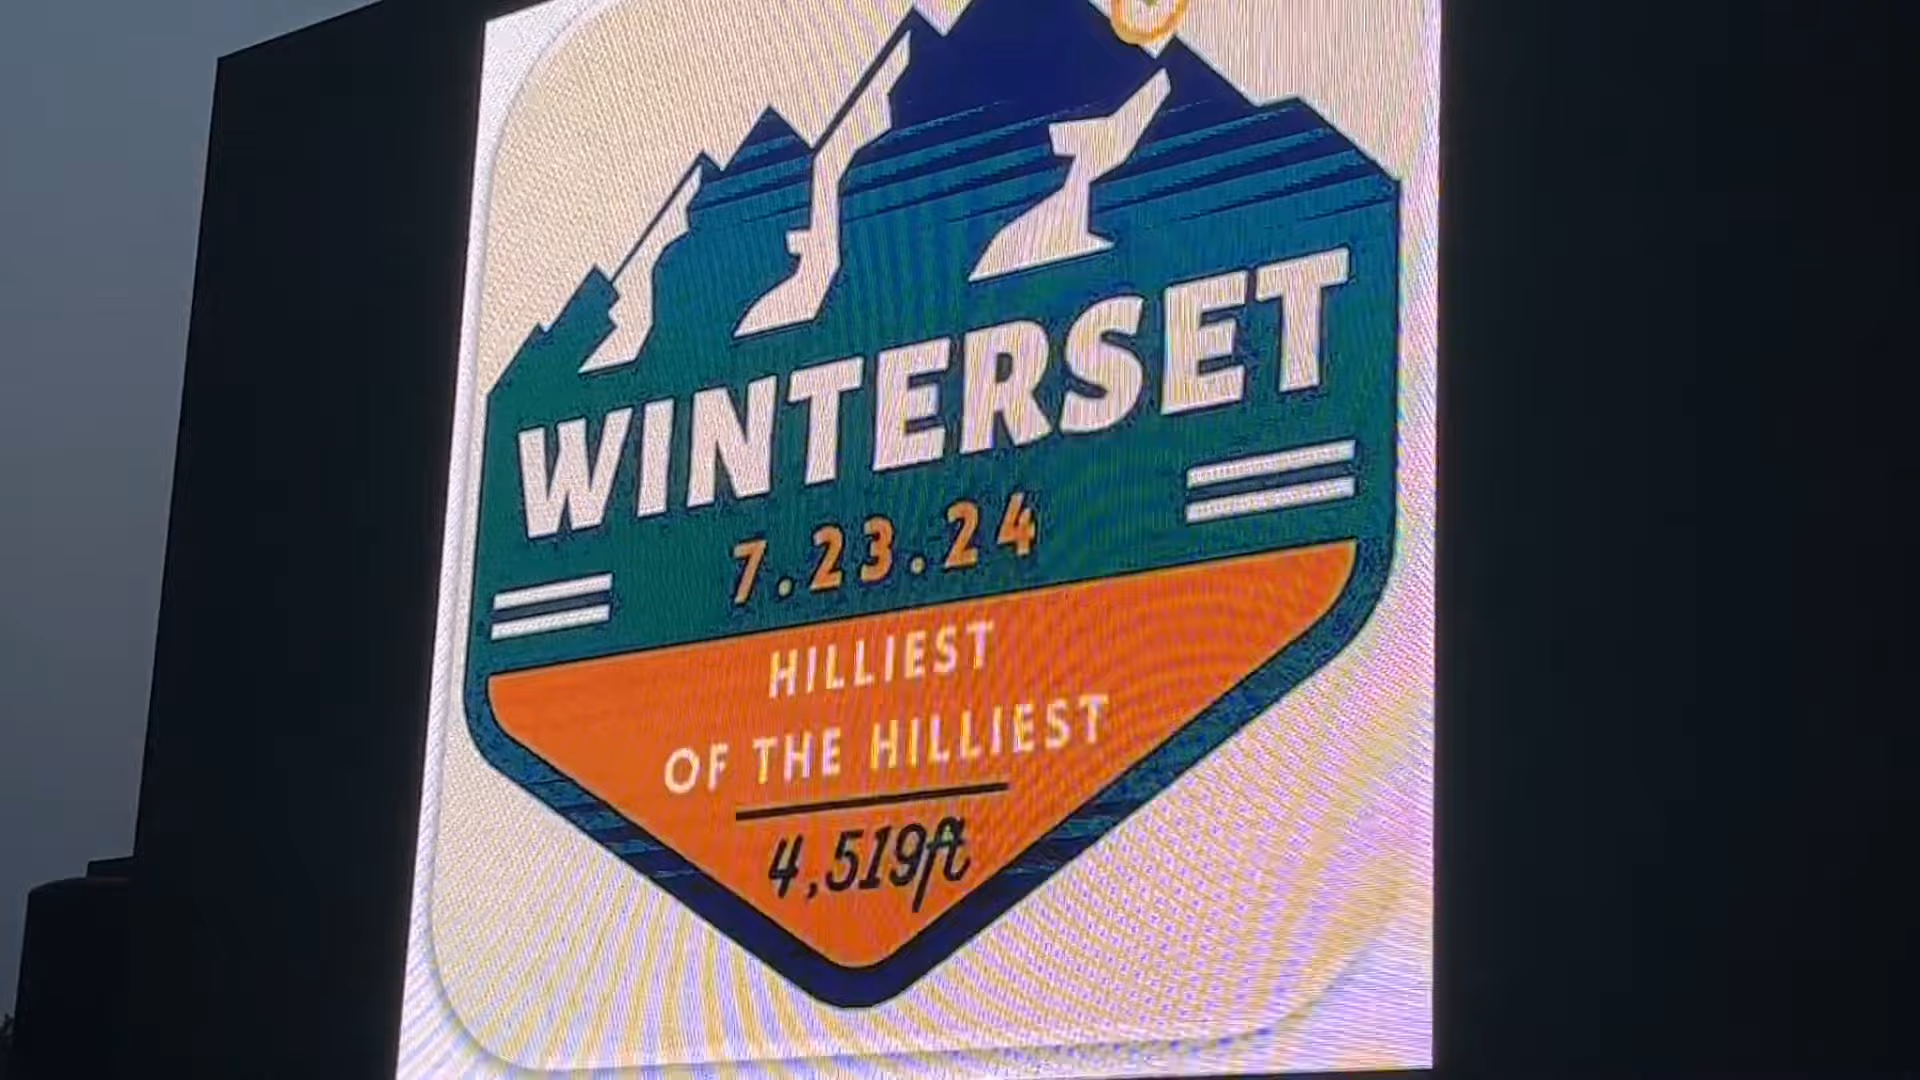 WINTERSET
7.23.24
HILLIEST
OF THE HILLIEST
4,519ft